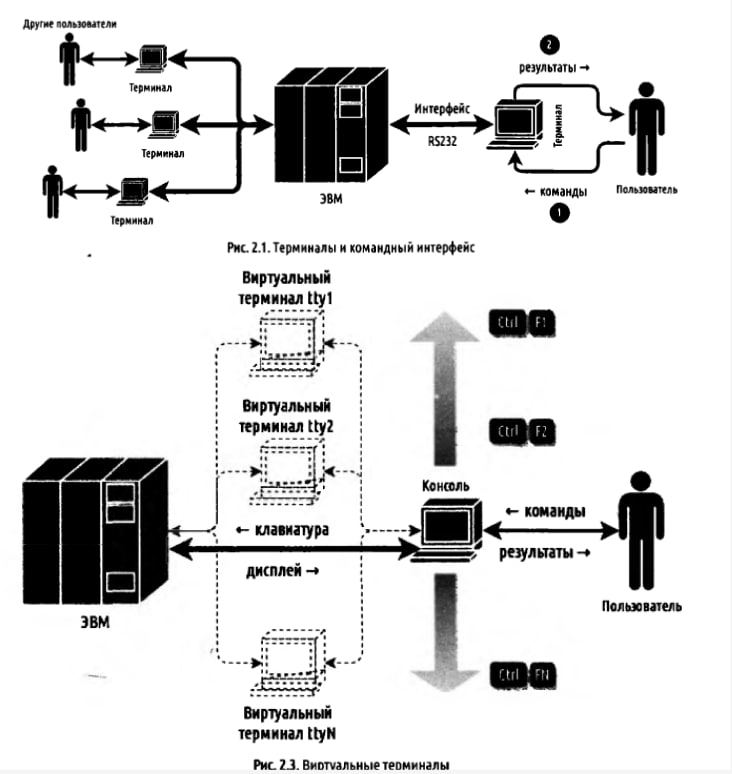 Другие пользователи
Терминал
Терминал
Терминал
ЭВМ
Интерфейс
RS232
2
результаты →
Терминал
← команды
1
Пользователь
Рис. 2.1. Терминалы и командный интерфейс
Виртуальный
терминал tty1
Ctrl F1
Виртуальный
терминал tty2
Ctrl F2
Консоль
← клавиатура
дисплей →
← команды
результаты →
ЭВМ
Пользователь
Ctrl FN
Виртуальный
терминал ttyN
Рис. 2.3. Виртуальные терминалы